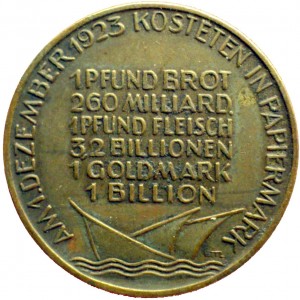 AM 1 DEZEMBER 1923 KOSTETEN IN PAPIERMARK
1 PFUND BROT
260 MILLIARD
1 PFUND FLEISCH
3,2 BILLIONEN
1 GOLDMARK
1 BILLION